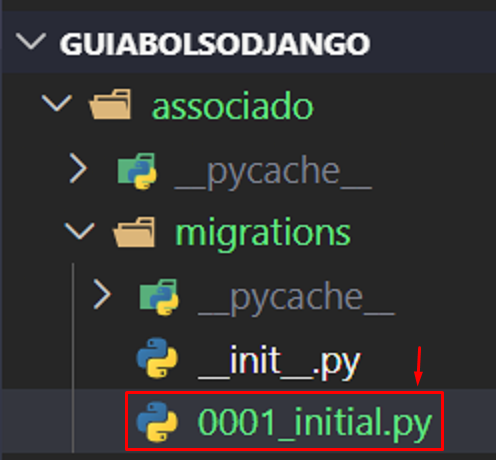 GUIABOLSODJANGO
associado
__pycache__
migrations
__pycache__
__init__.py
0001_initial.py